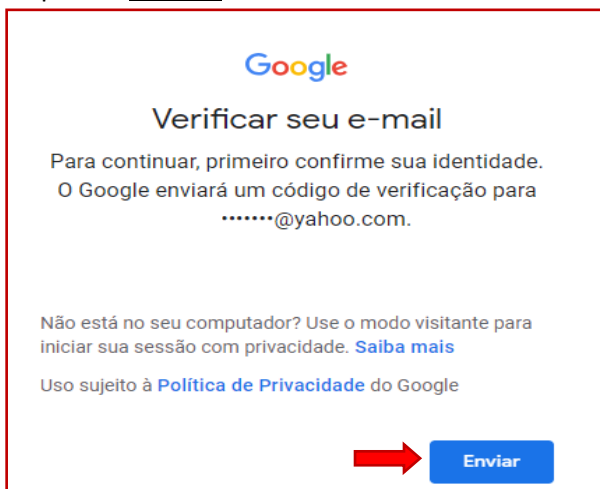 Google
Verificar seu e-mail
Para continuar, primeiro confirme sua identidade.
O Google enviará um código de verificação para
•••••••@yahoo.com.
Não está no seu computador? Use o modo visitante para
iniciar sua sessão com privacidade. Saiba mais
Uso sujeito à Política de Privacidade do Google
Enviar